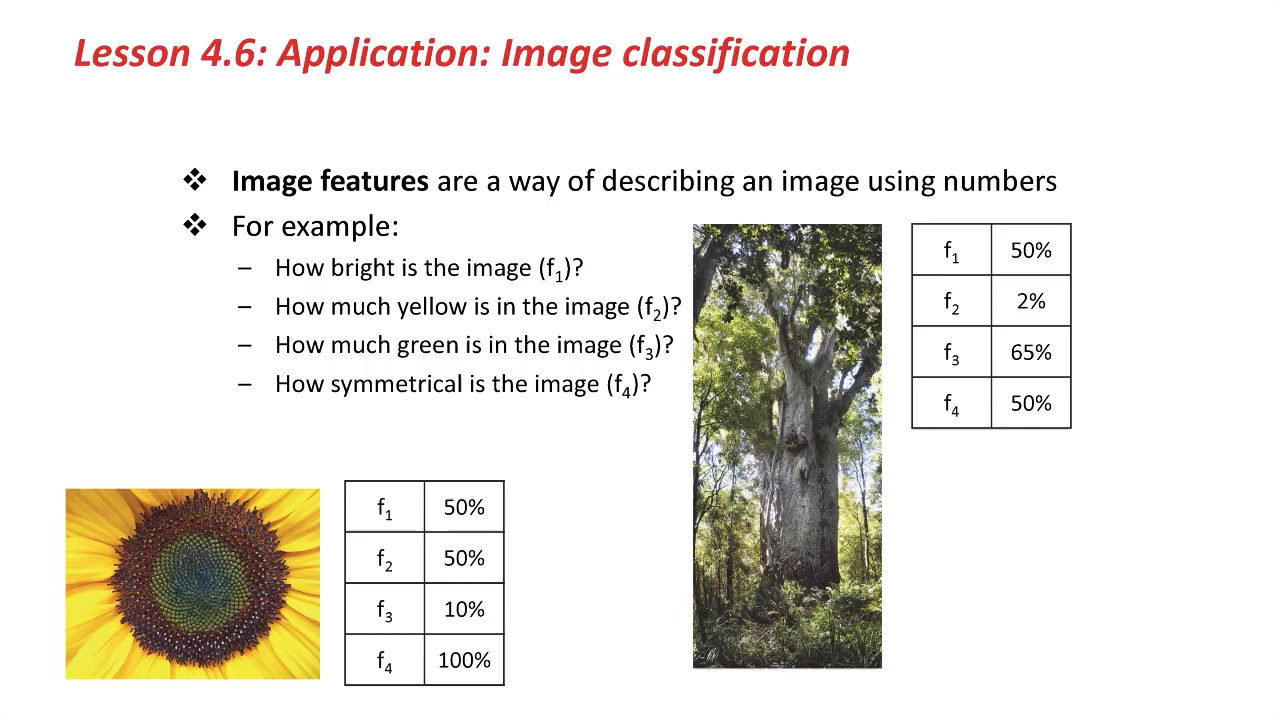 Lesson 4.6: Application: Image classification
❖ Image features are a way of describing an image using numbers
❖ For example:
– How bright is the image (f₁)?
– How much yellow is in the image (f₂)?
– How much green is in the image (f₃)?
– How symmetrical is the image (f₄)?
f₁ 50%
f₂ 2%
f₃ 65%
f₄ 50%
f₁ 50%
f₂ 50%
f₃ 10%
f₄ 100%